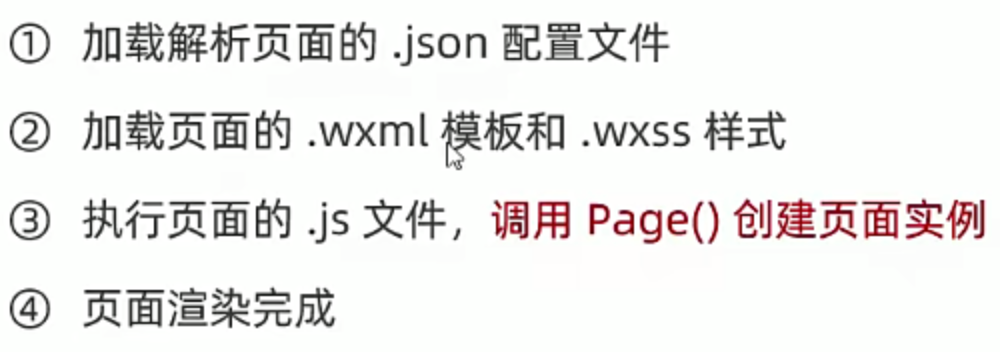 ① 加载解析页面的 .json 配置文件
② 加载页面的 .wxml 模板和 .wxss 样式
③ 执行页面的 .js 文件，调用 Page() 创建页面实例
④ 页面渲染完成